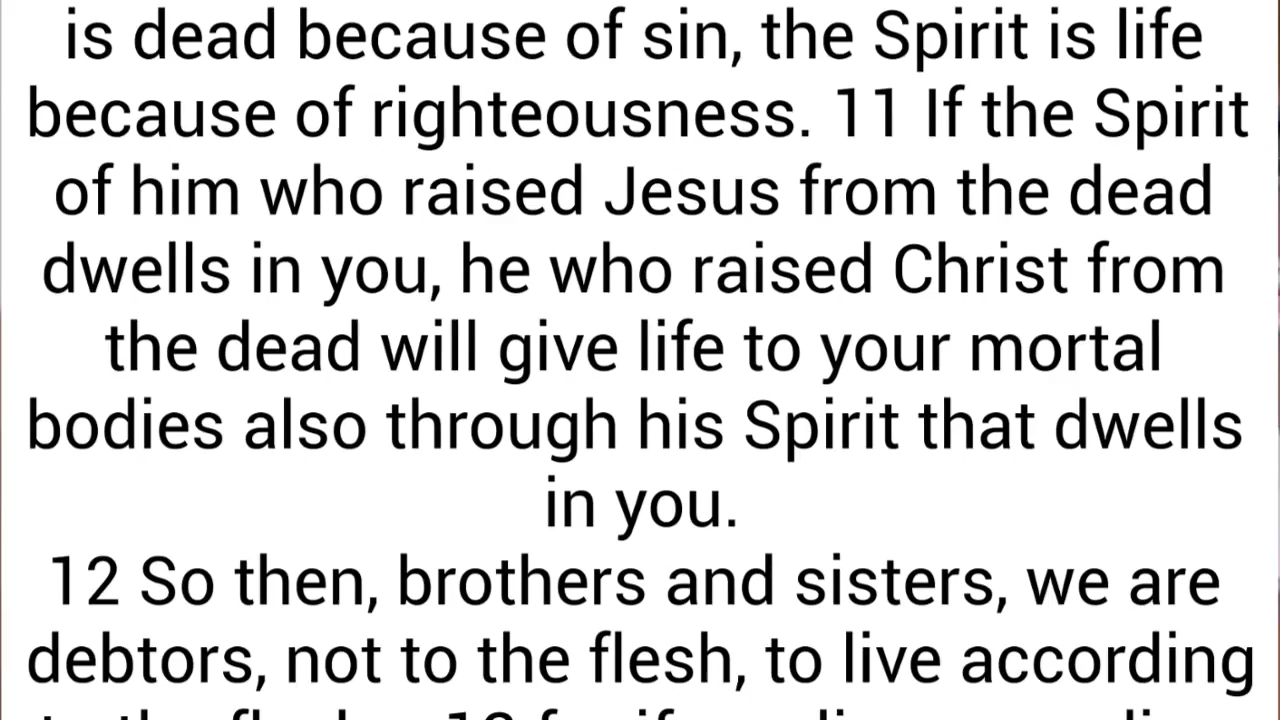 is dead because of sin, the Spirit is life
because of righteousness. 11 If the Spirit
of him who raised Jesus from the dead
dwells in you, he who raised Christ from
the dead will give life to your mortal
bodies also through his Spirit that dwells
in you.
12 So then, brothers and sisters, we are
debtors, not to the flesh, to live according